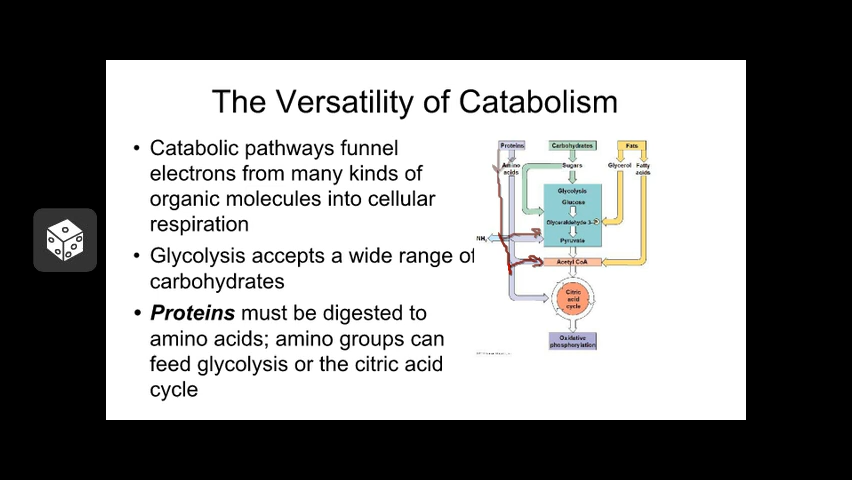 The Versatility of Catabolism
• Catabolic pathways funnel
electrons from many kinds of
organic molecules into cellular
respiration
• Glycolysis accepts a wide range of
carbohydrates
• Proteins must be digested to
amino acids; amino groups can
feed glycolysis or the citric acid
cycle
Proteins
Carbohydrates
Fats
Amino
acids
Sugars
Glycerol
Fatty
acids
Glycolysis
Glucose
Glyceraldehyde 3-
NH₃
Pyruvate
Acetyl CoA
Citric
acid
cycle
Oxidative
phosphorylation